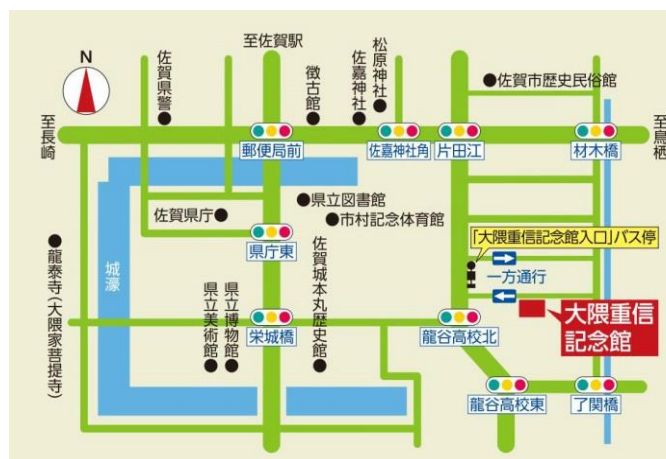 N
至佐賀駅
佐賀県警
徴古館
佐嘉神社
松原神社
佐賀市歴史民俗館
至長崎
至鳥栖
郵便局前
佐嘉神社角
片田江
材木橋
県立図書館
市村記念体育館
佐賀県庁
県庁東
城濠
龍泰寺(大隈家菩提寺)
県立美術館
県立博物館
佐賀城本丸歴史館
栄城橋
龍谷高校北
「大隈重信記念館入口」バス停
一方通行
大隈重信
記念館
龍谷高校東
了関橋